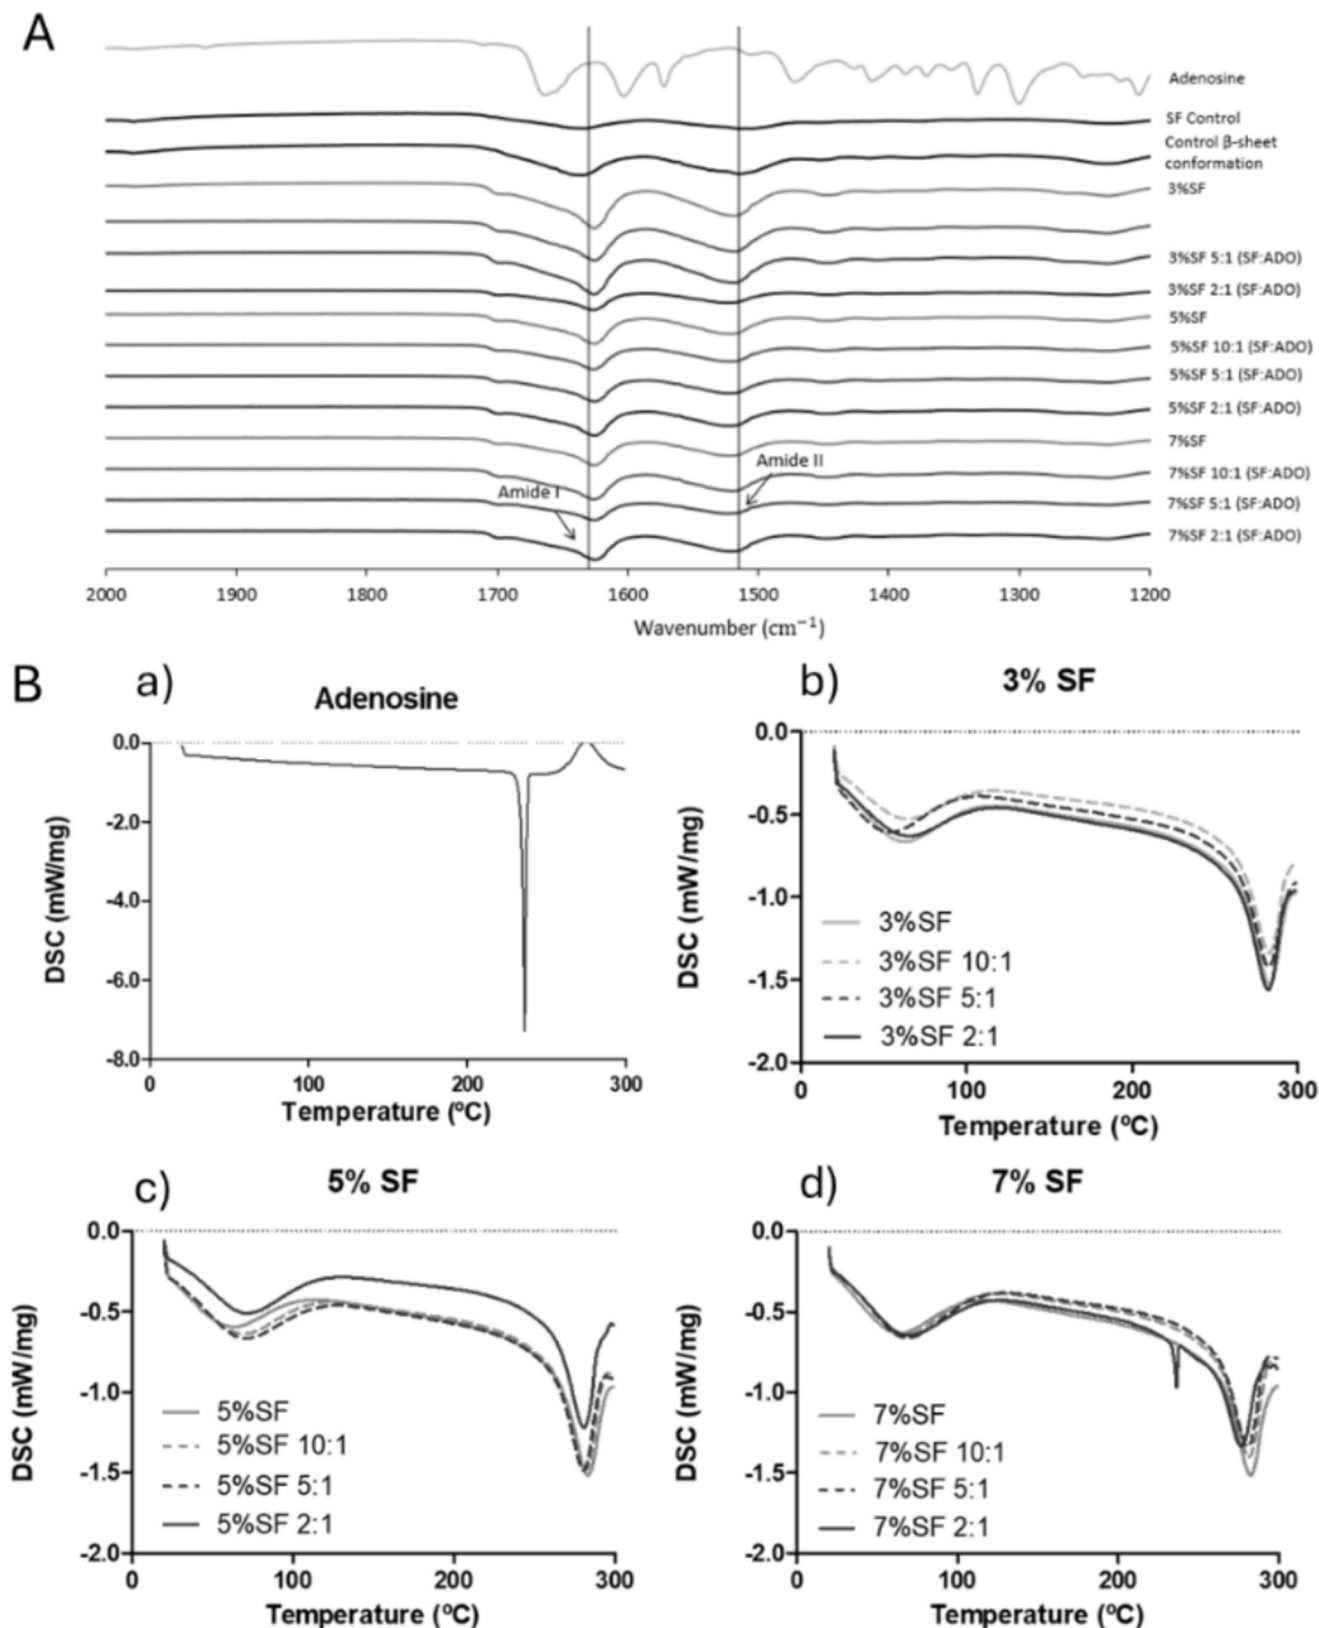 A
Adenosine
SF Control
Control β-sheet
conformation
3%SF
3%SF 5:1 (SF:ADO)
3%SF 2:1 (SF:ADO)
5%SF
5%SF 10:1 (SF:ADO)
5%SF 5:1 (SF:ADO)
5%SF 2:1 (SF:ADO)
7%SF
Amide II
7%SF 10:1 (SF:ADO)
Amide I
7%SF 5:1 (SF:ADO)
7%SF 2:1 (SF:ADO)
2000 1900 1800 1700 1600 1500 1400 1300 1200
Wavenumber (cm⁻¹)
B
a)
Adenosine
0.0
-2.0
-4.0
-6.0
-8.0
DSC (mW/mg)
0 100 200 300
Temperature (ºC)
b)
3% SF
0.0
-0.5
-1.0
-1.5
-2.0
DSC (mW/mg)
3%SF
3%SF 10:1
3%SF 5:1
3%SF 2:1
0 100 200 300
Temperature (ºC)
c)
5% SF
0.0
-0.5
-1.0
-1.5
-2.0
DSC (mW/mg)
5%SF
5%SF 10:1
5%SF 5:1
5%SF 2:1
0 100 200 300
Temperature (ºC)
d)
7% SF
0.0
-0.5
-1.0
-1.5
-2.0
DSC (mW/mg)
7%SF
7%SF 10:1
7%SF 5:1
7%SF 2:1
0 100 200 300
Temperature (ºC)